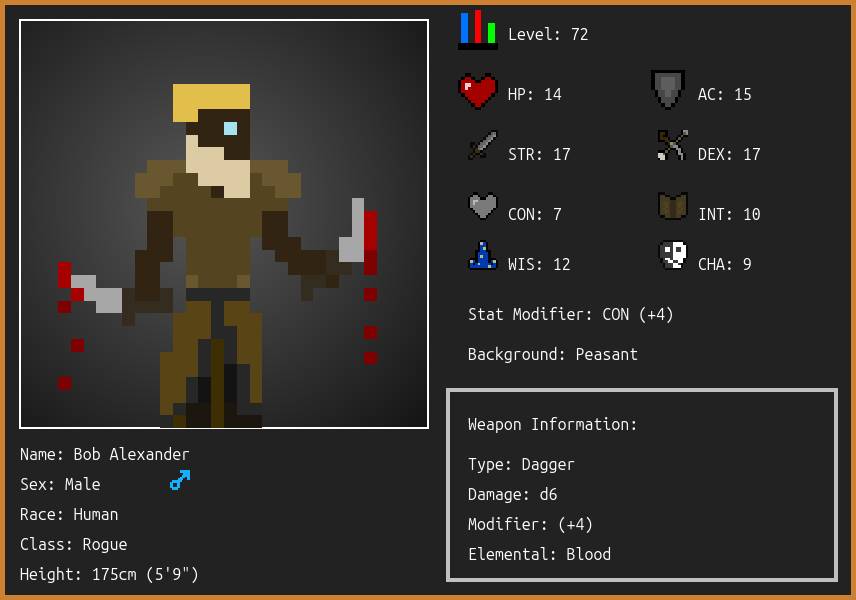 Level: 72
HP: 14
AC: 15
STR: 17
DEX: 17
CON: 7
INT: 10
WIS: 12
CHA: 9
Stat Modifier: CON (+4)
Background: Peasant
Weapon Information:
Type: Dagger
Damage: d6
Modifier: (+4)
Elemental: Blood
Name: Bob Alexander
Sex: Male
Race: Human
Class: Rogue
Height: 175cm (5'9")